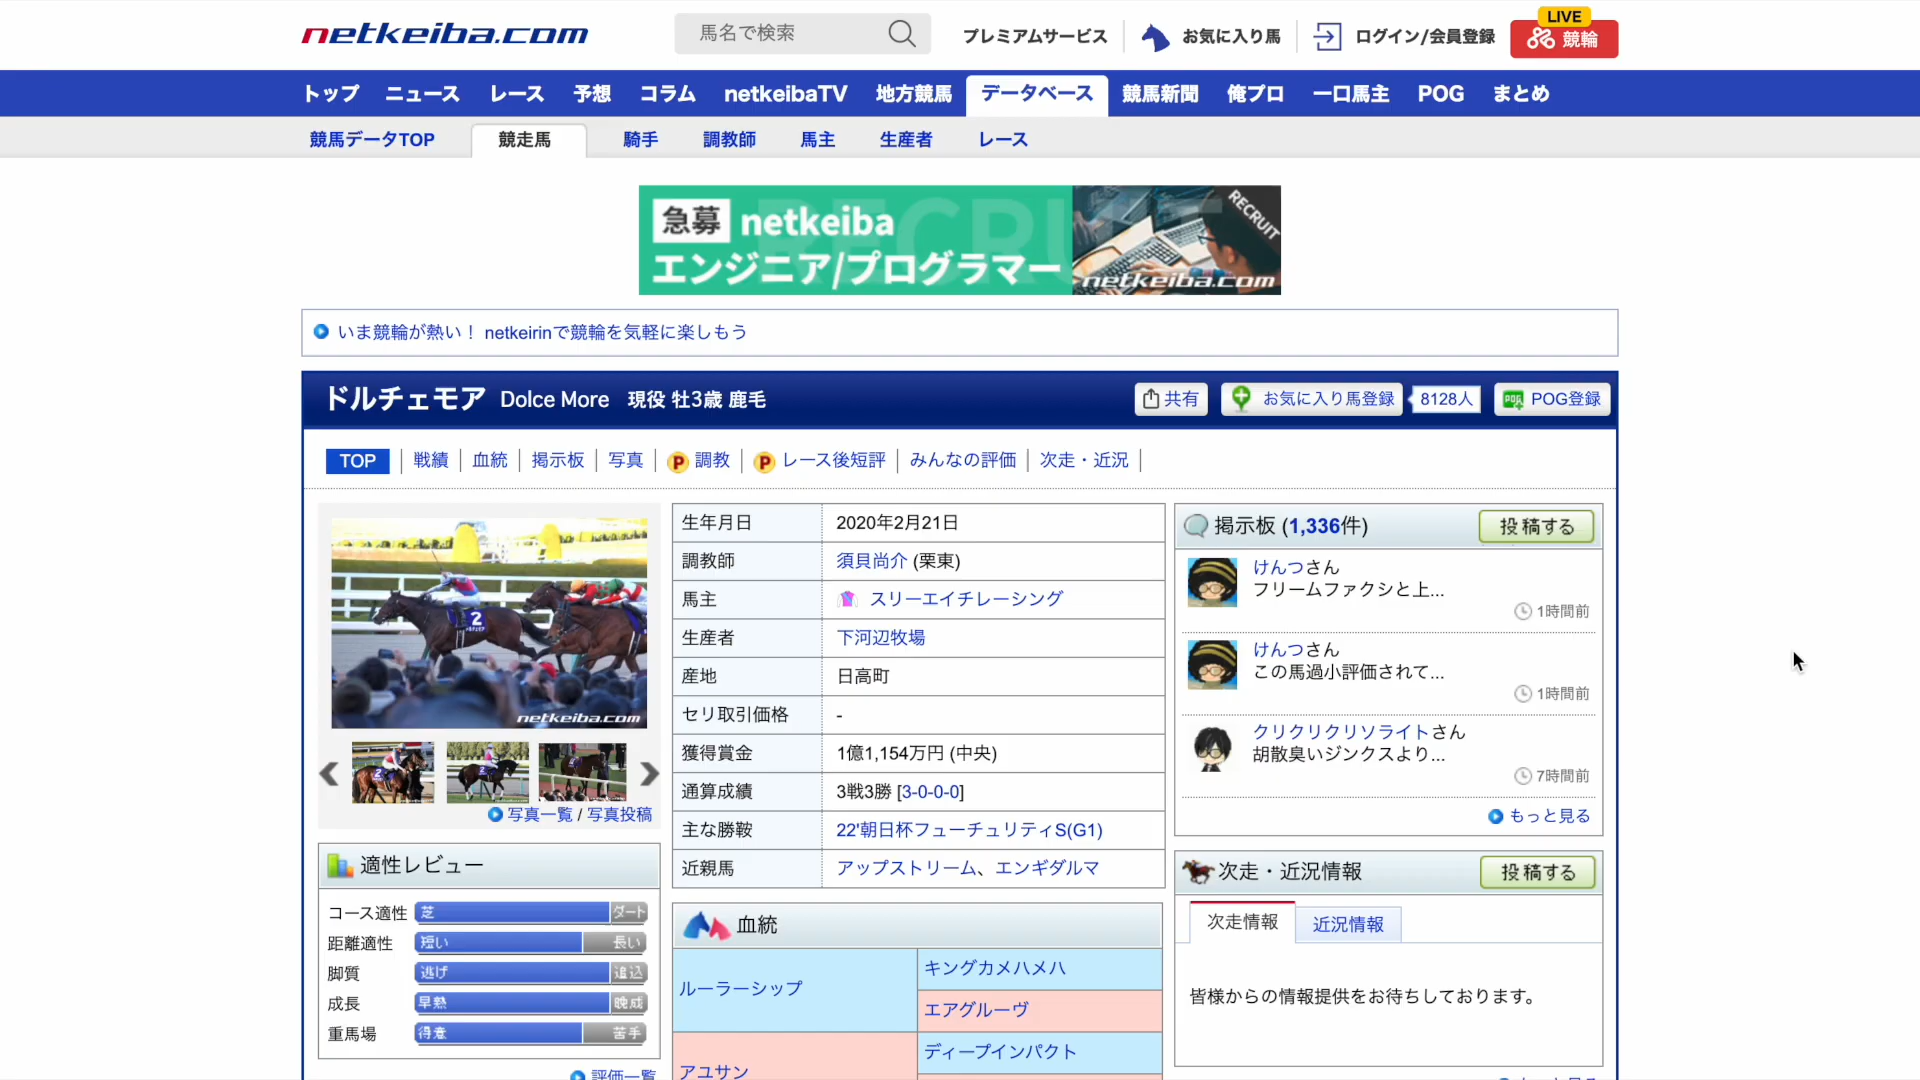 netkeiba.com
馬名で検索
プレミアムサービス
お気に入り馬
ログイン/会員登録
LIVE
競輪
トップ ニュース レース 予想 コラム netkeibaTV 地方競馬 データベース 競馬新聞 俺プロ 一口馬主 POG まとめ
競馬データTOP 競走馬 騎手 調教師 馬主 生産者 レース
急募 netkeiba
エンジニア/プログラマー
RECRUIT
netkeiba.com
いま競輪が熱い！ netkeirinで競輪を気軽に楽しもう
ドルチェモア Dolce More 現役 牡3歳 鹿毛
共有
お気に入り馬登録
8128人
POG登録
TOP 戦績 血統 掲示板 写真 P 調教 P レース後短評 みんなの評価 次走・近況
netkeiba.com
写真一覧 / 写真投稿
適性レビュー
コース適性 芝 ダート
距離適性 短い 長い
脚質 逃げ 追込
成長 早熟 晩成
重馬場 得意 苦手
評価一覧
生年月日 2020年2月21日
調教師 須貝尚介 (栗東)
馬主 スリーエイチレーシング
生産者 下河辺牧場
産地 日高町
セリ取引価格 -
獲得賞金 1億1,154万円 (中央)
通算成績 3戦3勝 [3-0-0-0]
主な勝鞍 22'朝日杯フューチュリティS(G1)
近親馬 アップストリーム、エンギダルマ
血統
ルーラーシップ
キングカメハメハ
エアグルーヴ
アユサン
ディープインパクト
掲示板 (1,336件)
投稿する
けんつさん
フリームファクシと上...
1時間前
けんつさん
この馬過小評価されて...
1時間前
クリクリクリソライトさん
胡散臭いジンクスより...
7時間前
もっと見る
次走・近況情報
投稿する
次走情報 近況情報
皆様からの情報提供をお待ちしております。